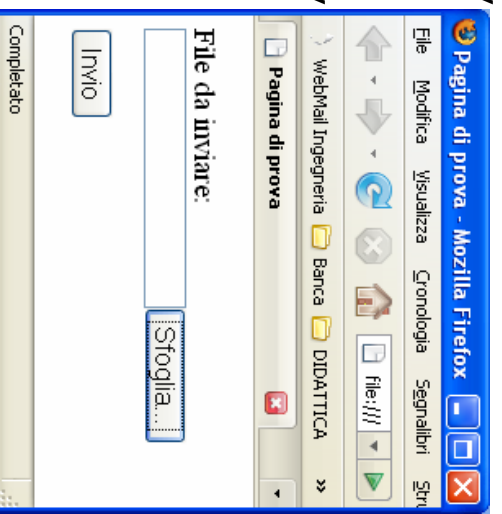 Pagina di prova - Mozilla Firefox
File Modifica Visualizza Cronologia Segnalibri Stru
file:///
WebMail Ingegneria Banca DIDATTICA »
Pagina di prova
File da inviare:
Sfoglia...
Invio
Completato